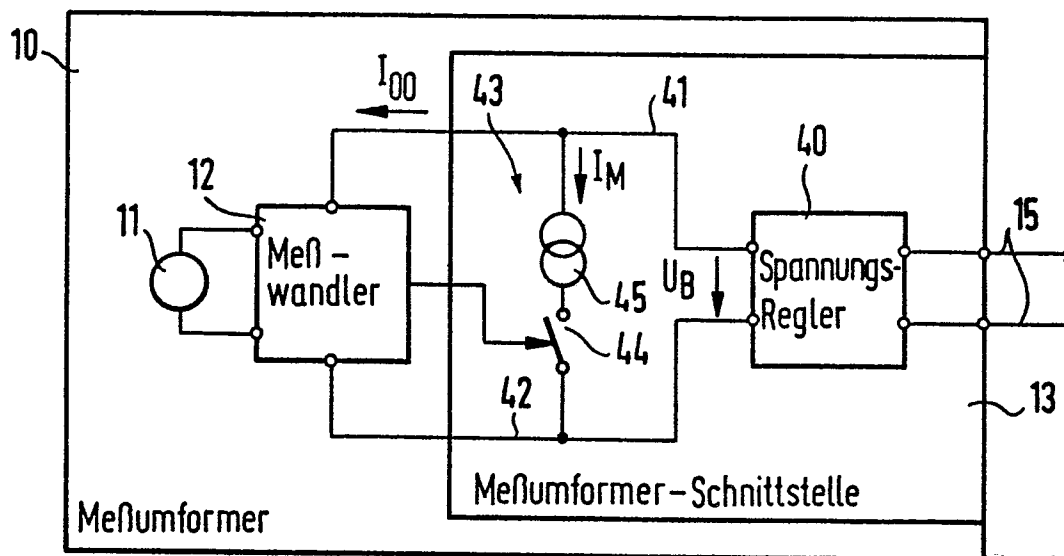 10
I00
43
41
IM
40
12
11
Meß-
wandler
15
UB
Spannungs-
Regler
45
44
42
13
Meßumformer-Schnittstelle
Meßumformer